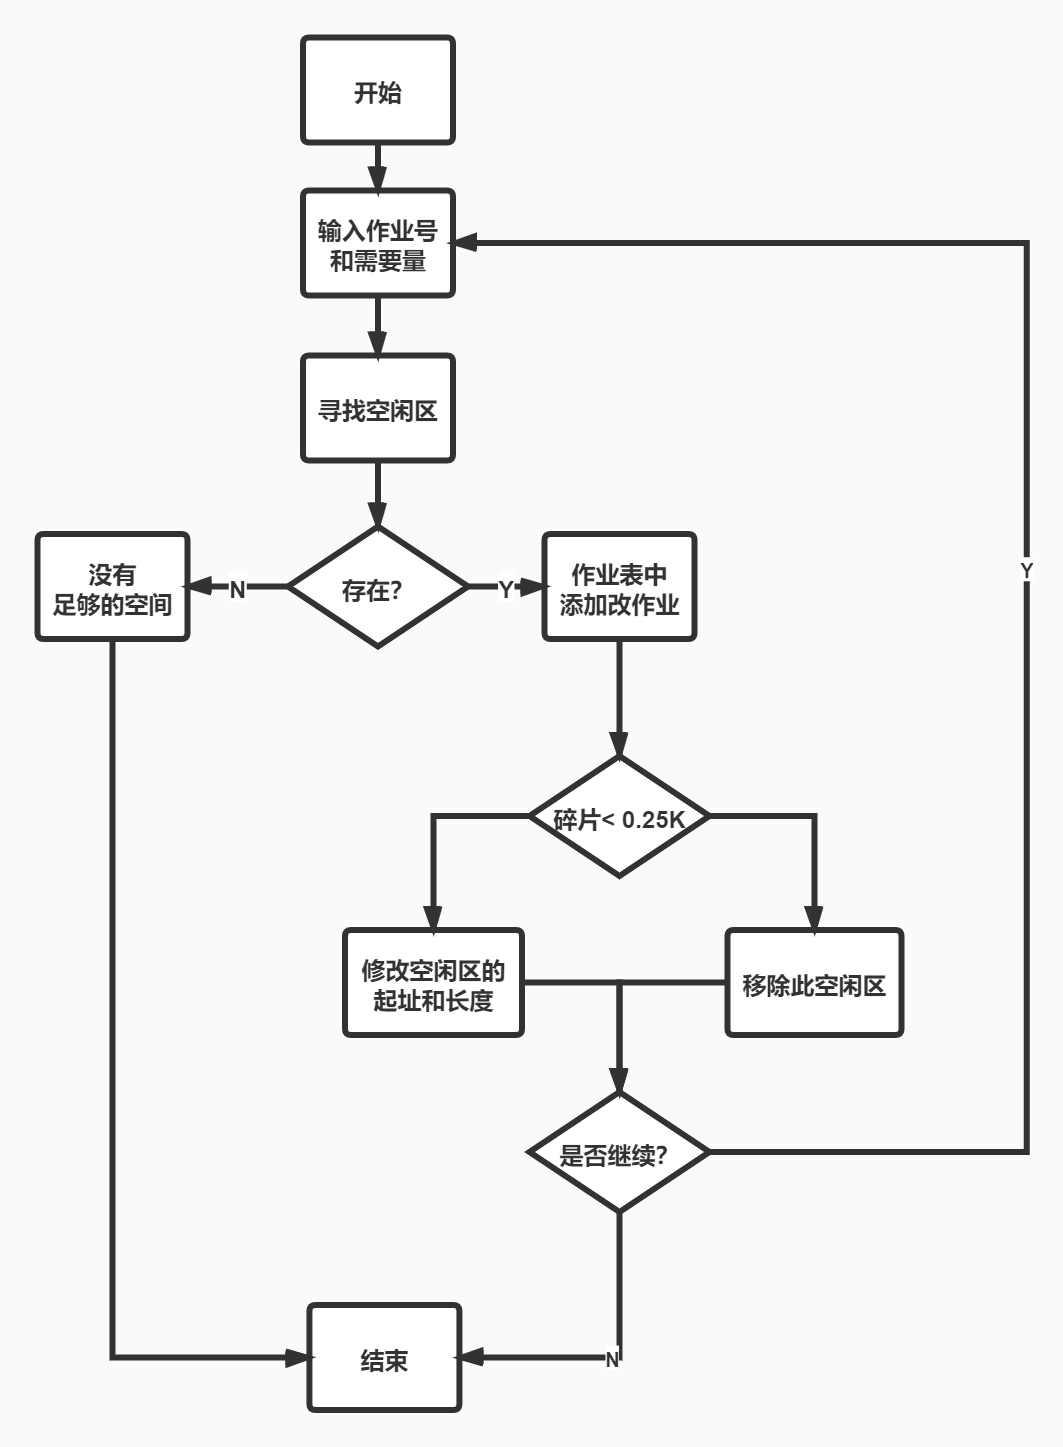 开始
输入作业号
和需要量
寻找空闲区
没有
足够的空间
N
存在?
Y
作业表中
添加改作业
Y
碎片< 0.25K
修改空闲区的
起址和长度
移除此空闲区
是否继续?
结束
N